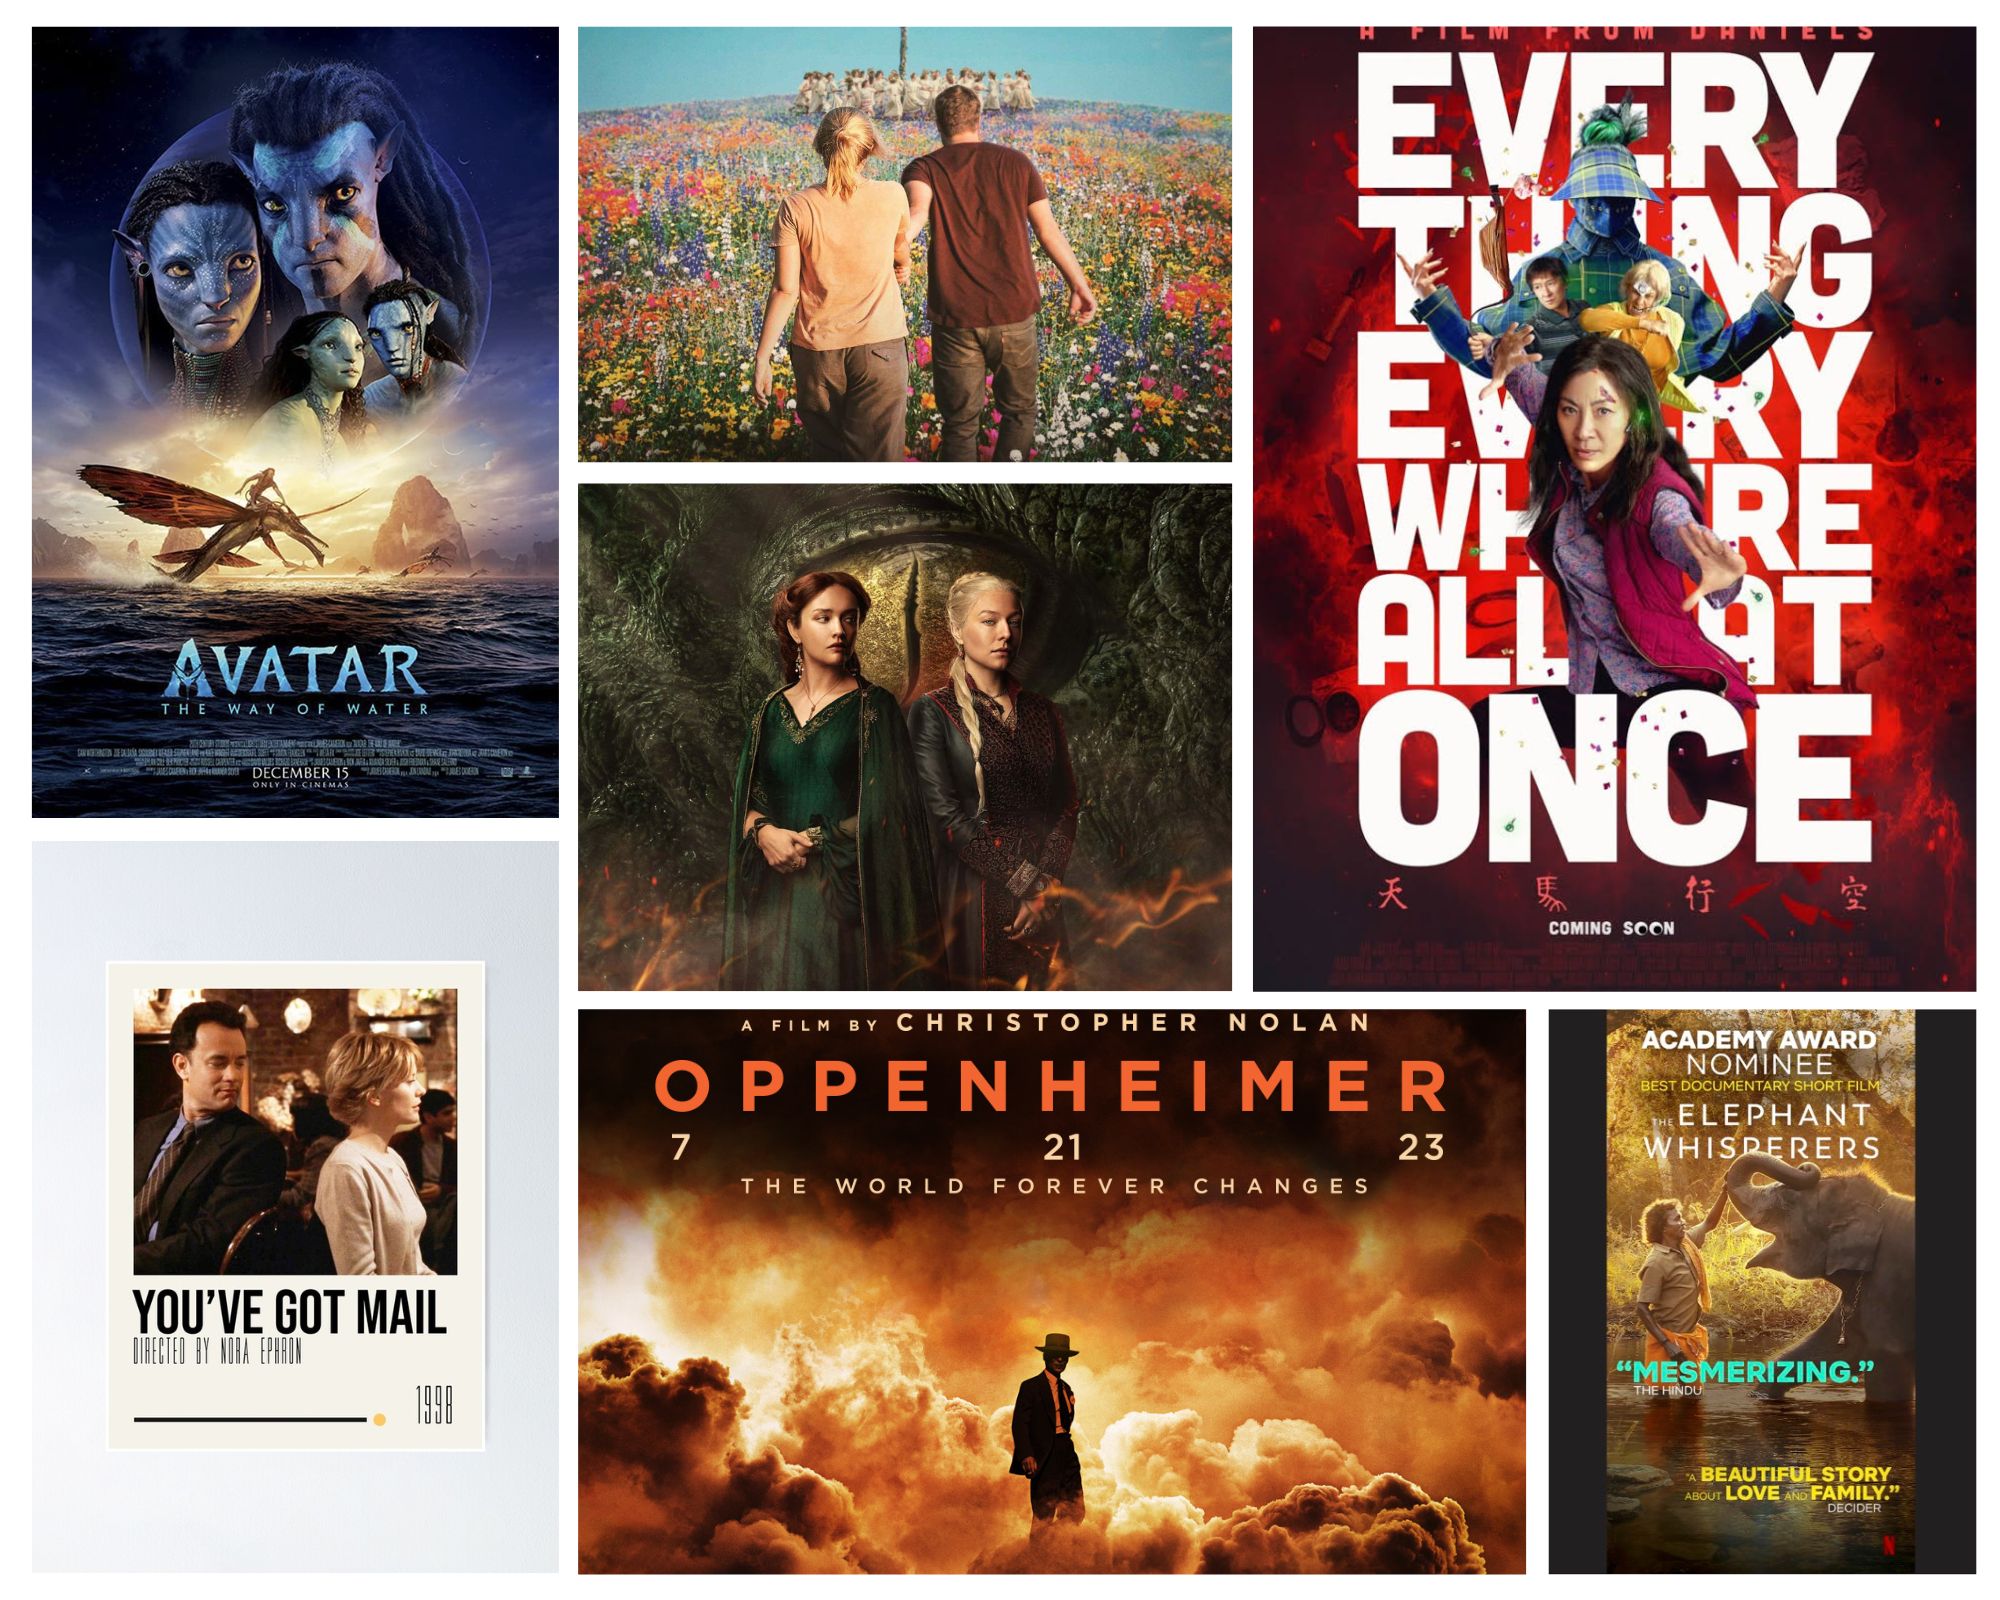 AVATAR
THE WAY OF WATER
DECEMBER 15
ONLY IN CINEMAS
A FILM FROM DANIELS
EVERY
THING
EVERY
WHERE
ALL AT
ONCE
天 馬 行 空
COMING SOON
YOU'VE GOT MAIL
DIRECTED BY NORA EPHRON
1998
A FILM BY CHRISTOPHER NOLAN
OPPENHEIMER
7 21 23
THE WORLD FOREVER CHANGES
ACADEMY AWARD
NOMINEE
BEST DOCUMENTARY SHORT FILM
THE ELEPHANT
WHISPERERS
“MESMERIZING.”
THE HINDU
“A BEAUTIFUL STORY
ABOUT LOVE AND FAMILY.”
DECIDER
N